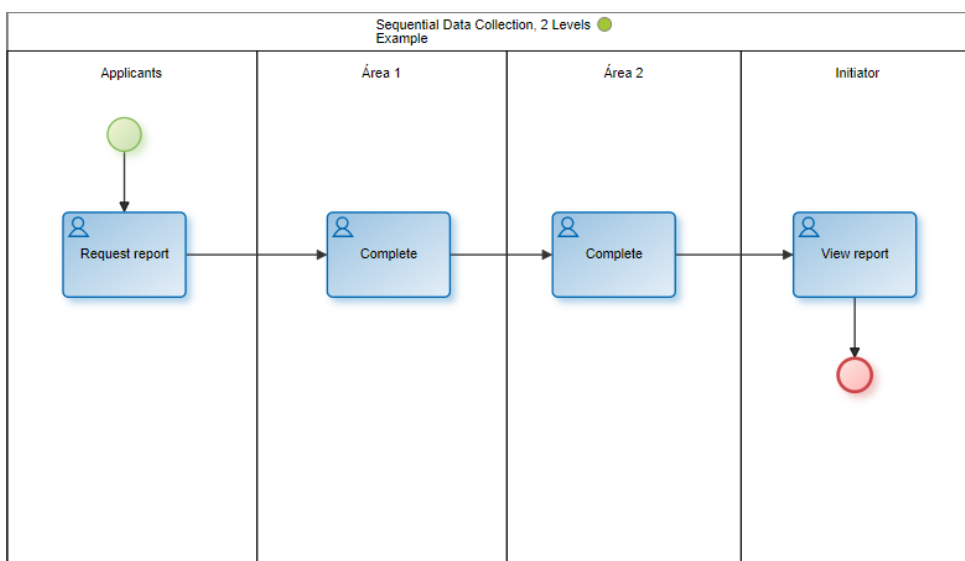 Sequential Data Collection, 2 Levels
Example
Applicants
Área 1
Área 2
Initiator
Request report
Complete
Complete
View report